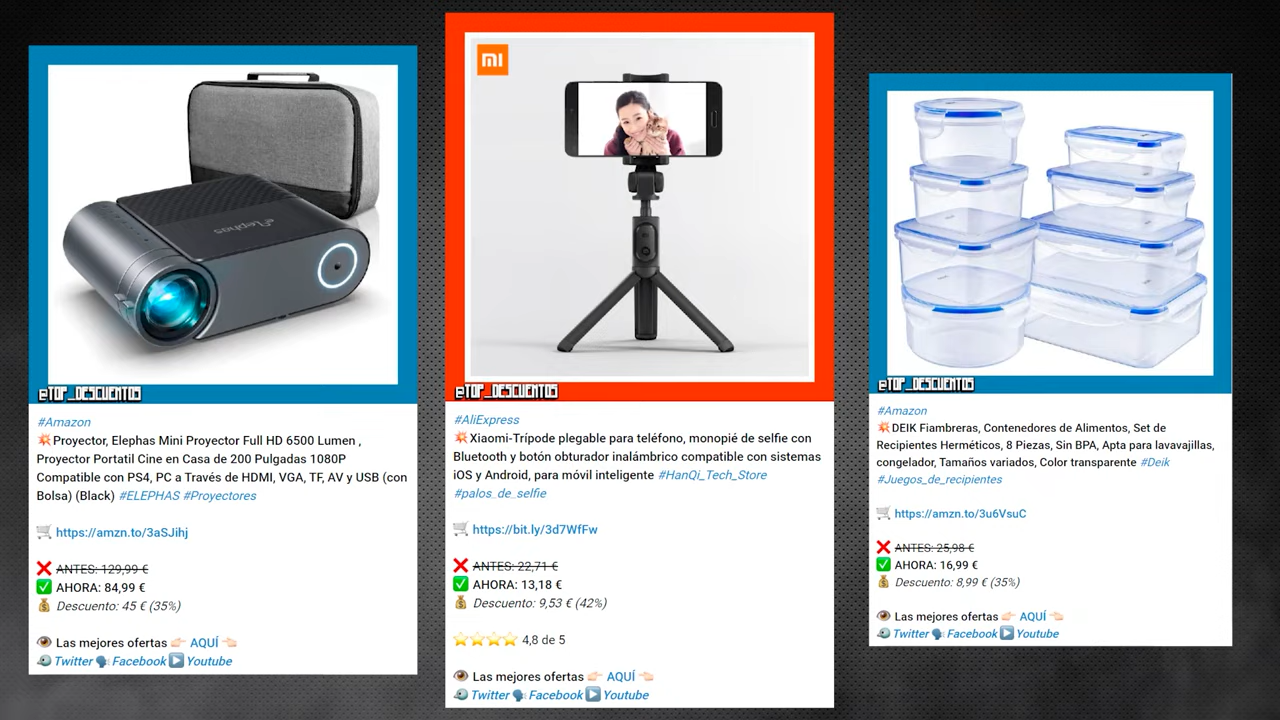 Elephas
@TOP_DESCUENTOS
#Amazon
💥Proyector, Elephas Mini Proyector Full HD 6500 Lumen ,
Proyector Portatil Cine en Casa de 200 Pulgadas 1080P
Compatible con PS4, PC a Través de HDMI, VGA, TF, AV y USB (con
Bolsa) (Black) #ELEPHAS #Proyectores
🛒 https://amzn.to/3aSJihj
❌ ANTES: 129,99 €
✅ AHORA: 84,99 €
💰 Descuento: 45 € (35%)
👁 Las mejores ofertas 👉🏻 AQUÍ 👈🏻
Twitter 🗣Facebook ▶️Youtube
mi
@TOP_DESCUENTOS
#AliExpress
💥Xiaomi-Trípode plegable para teléfono, monopié de selfie con
Bluetooth y botón obturador inalámbrico compatible con sistemas
iOS y Android, para móvil inteligente #HanQi_Tech_Store
#palos_de_selfie
🛒 https://bit.ly/3d7WfFw
❌ ANTES: 22,71 €
✅ AHORA: 13,18 €
💰 Descuento: 9,53 € (42%)
⭐⭐⭐⭐ 4,8 de 5
👁 Las mejores ofertas 👉🏻 AQUÍ 👈🏻
Twitter 🗣Facebook ▶️Youtube
@TOP_DESCUENTOS
#Amazon
💥DEIK Fiambreras, Contenedores de Alimentos, Set de
Recipientes Herméticos, 8 Piezas, Sin BPA, Apta para lavavajillas,
congelador, Tamaños variados, Color transparente #Deik
#Juegos_de_recipientes
🛒 https://amzn.to/3u6VsuC
❌ ANTES: 25,98 €
✅ AHORA: 16,99 €
💰 Descuento: 8,99 € (35%)
👁 Las mejores ofertas 👉🏻 AQUÍ 👈🏻
Twitter 🗣Facebook ▶️Youtube